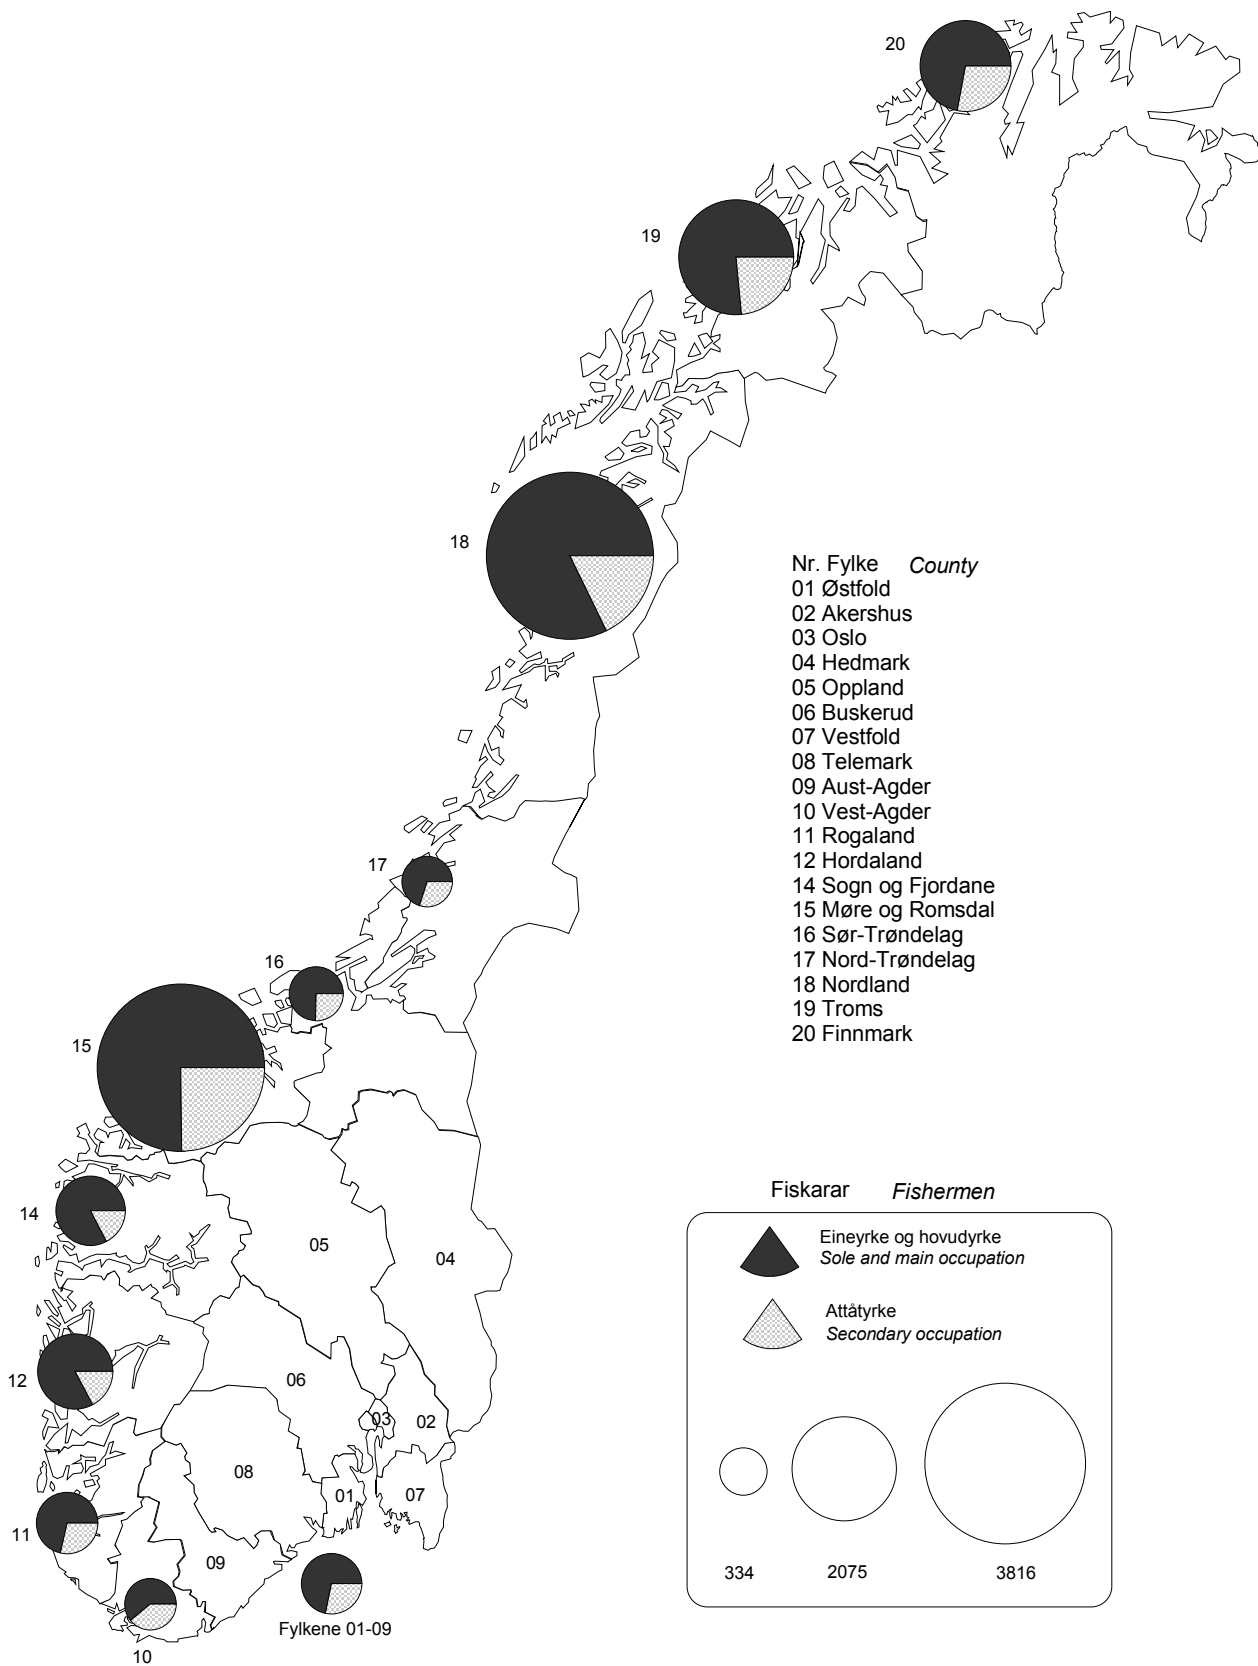 20
19
18
Nr. Fylke County
01 Østfold
02 Akershus
03 Oslo
04 Hedmark
05 Oppland
06 Buskerud
07 Vestfold
08 Telemark
09 Aust-Agder
10 Vest-Agder
11 Rogaland
12 Hordaland
14 Sogn og Fjordane
15 Møre og Romsdal
16 Sør-Trøndelag
17 Nord-Trøndelag
18 Nordland
19 Troms
20 Finnmark
17
16
15
14
05
04
12
06
03
02
08
01
07
11
09
Fylkene 01-09
10
Fiskarar Fishermen
Eineyrke og hovudyrke
Sole and main occupation
Attåtyrke
Secondary occupation
334
2075
3816